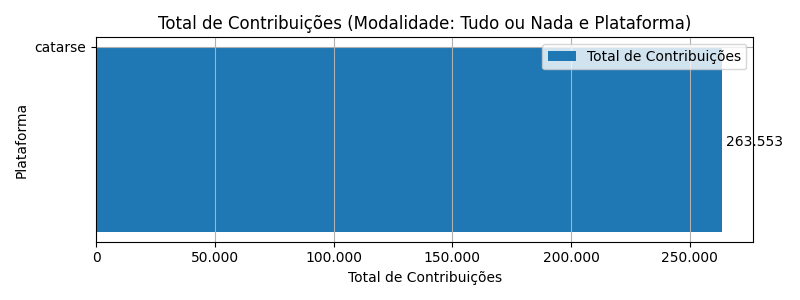 Total de Contribuições (Modalidade: Tudo ou Nada e Plataforma)
catarse
Total de Contribuições
263.553
Plataforma
0
50.000
100.000
150.000
200.000
250.000
Total de Contribuições